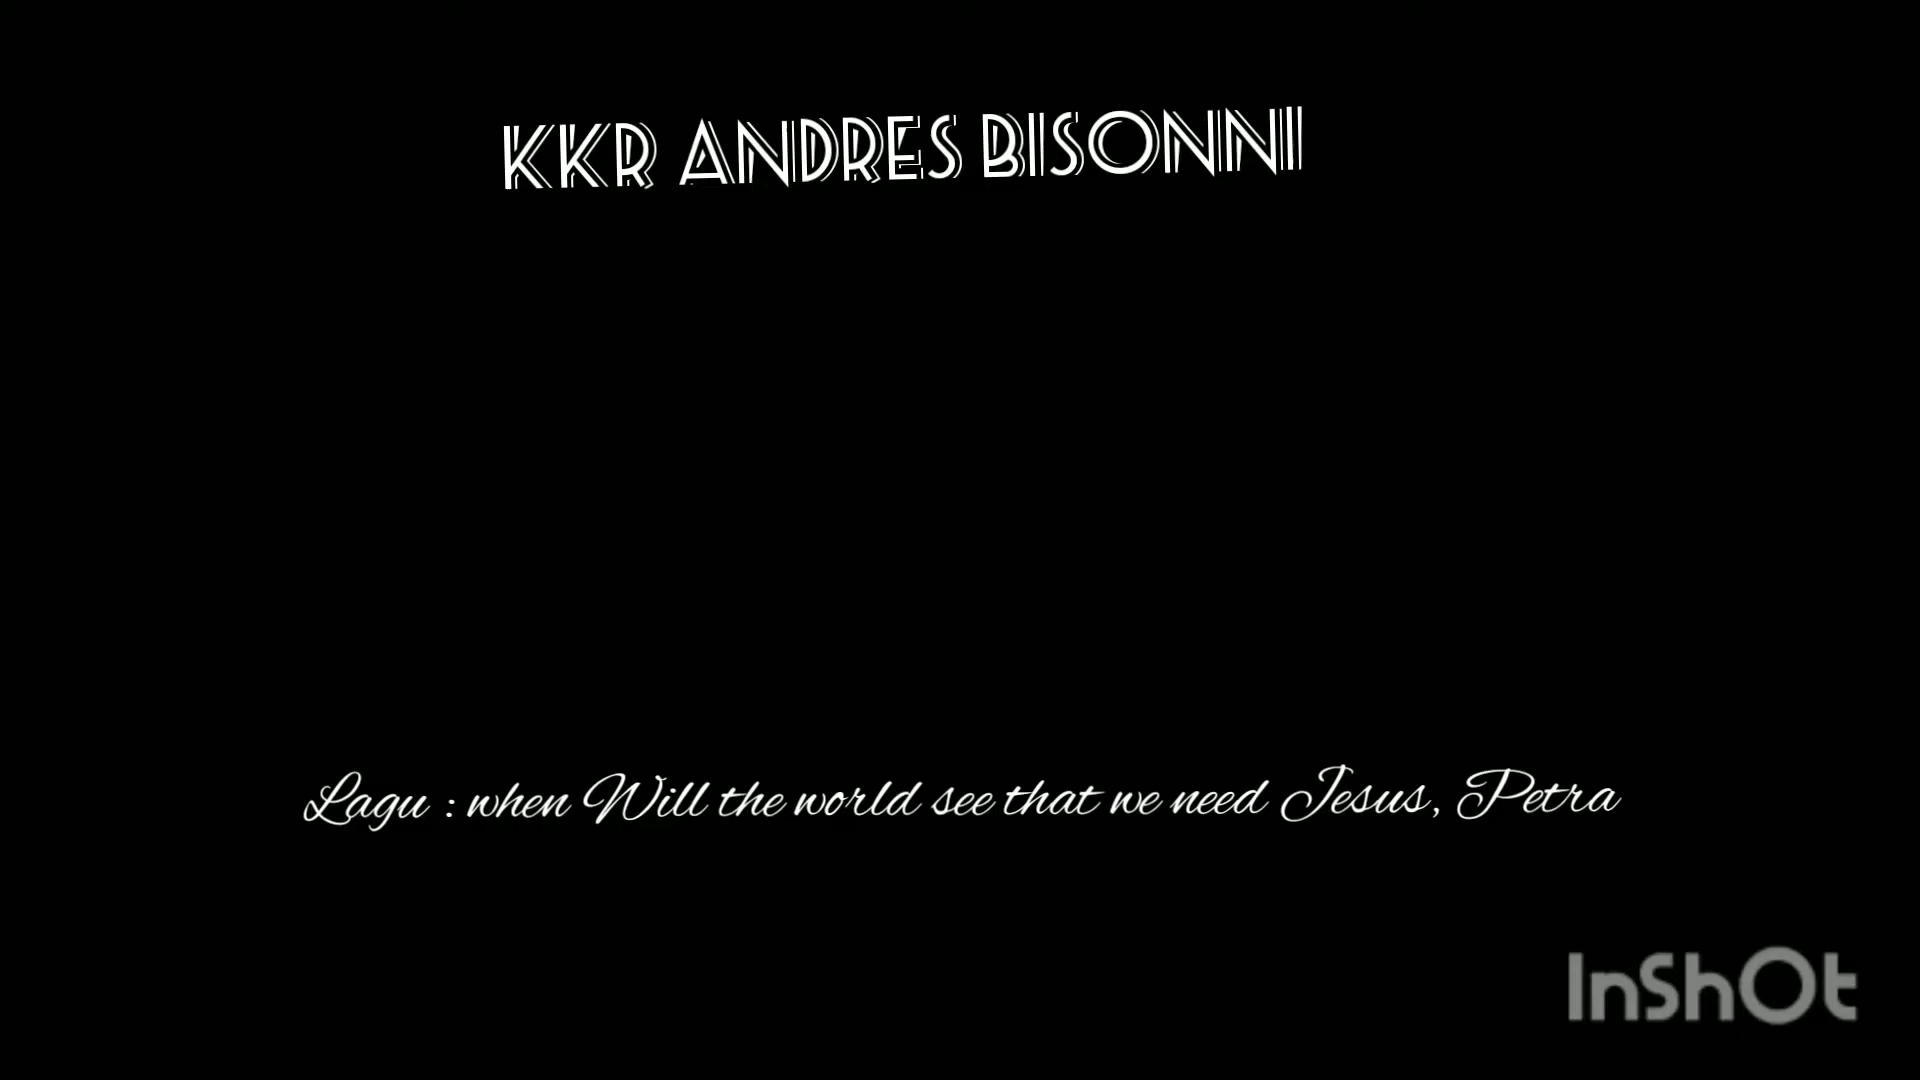 KKR ANDRES BISONNI
Lagu : when Will the world see that we need Jesus, Petra
InShOt